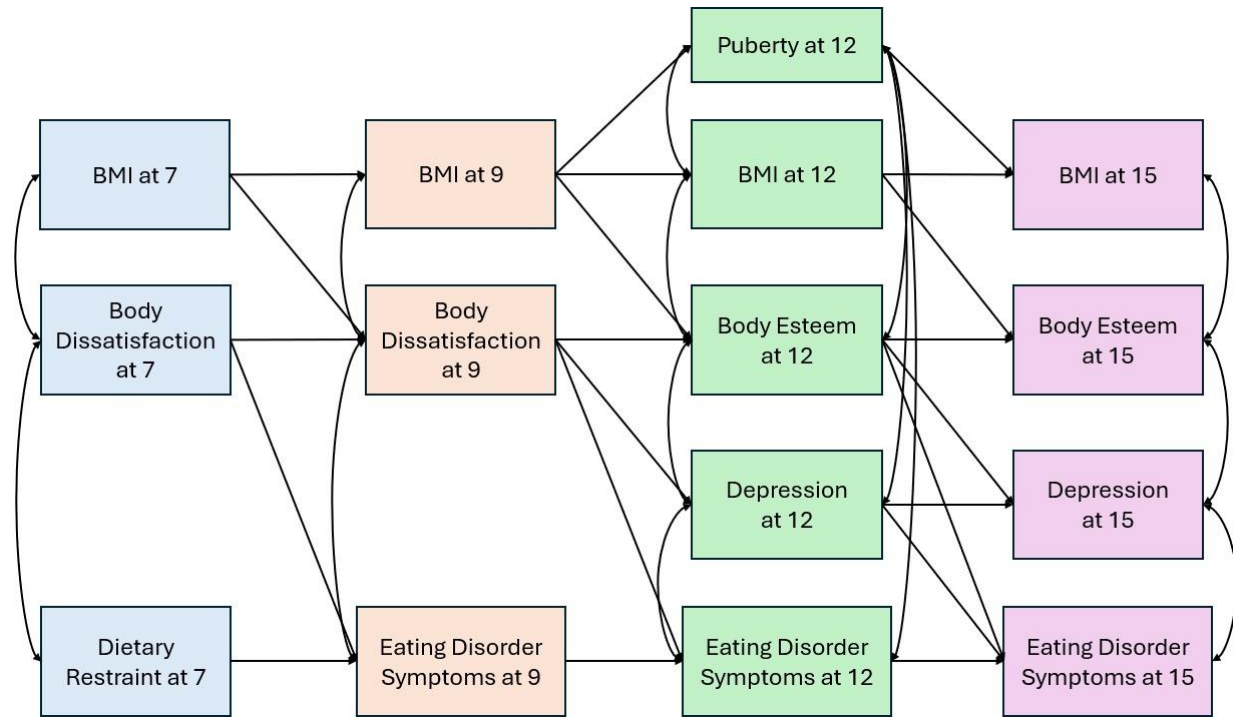 Puberty at 12
BMI at 7
BMI at 9
BMI at 12
BMI at 15
Body
Dissatisfaction
at 7
Body
Dissatisfaction
at 9
Body Esteem
at 12
Body Esteem
at 15
Depression
at 12
Depression
at 15
Dietary
Restraint at 7
Eating Disorder
Symptoms at 9
Eating Disorder
Symptoms at 12
Eating Disorder
Symptoms at 15